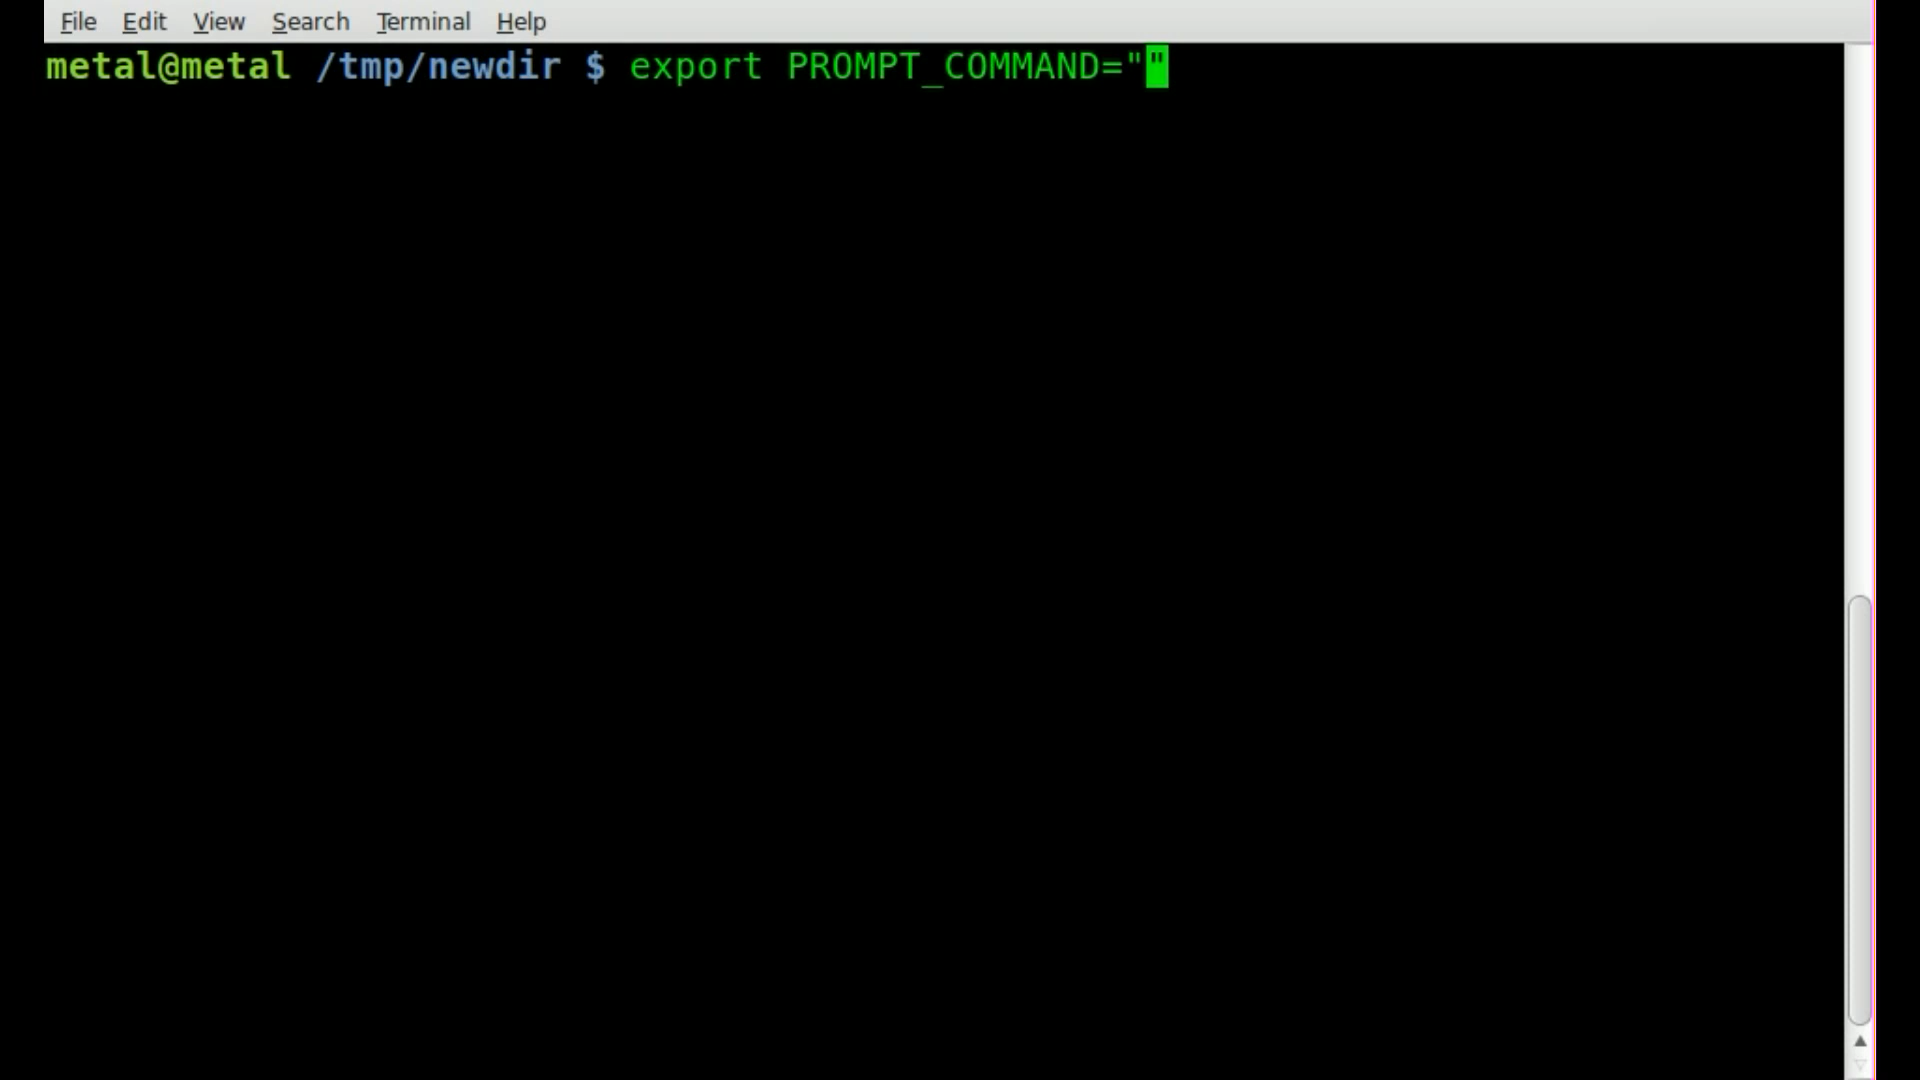 File Edit View Search Terminal Help
metal@metal /tmp/newdir $ export PROMPT_COMMAND=""